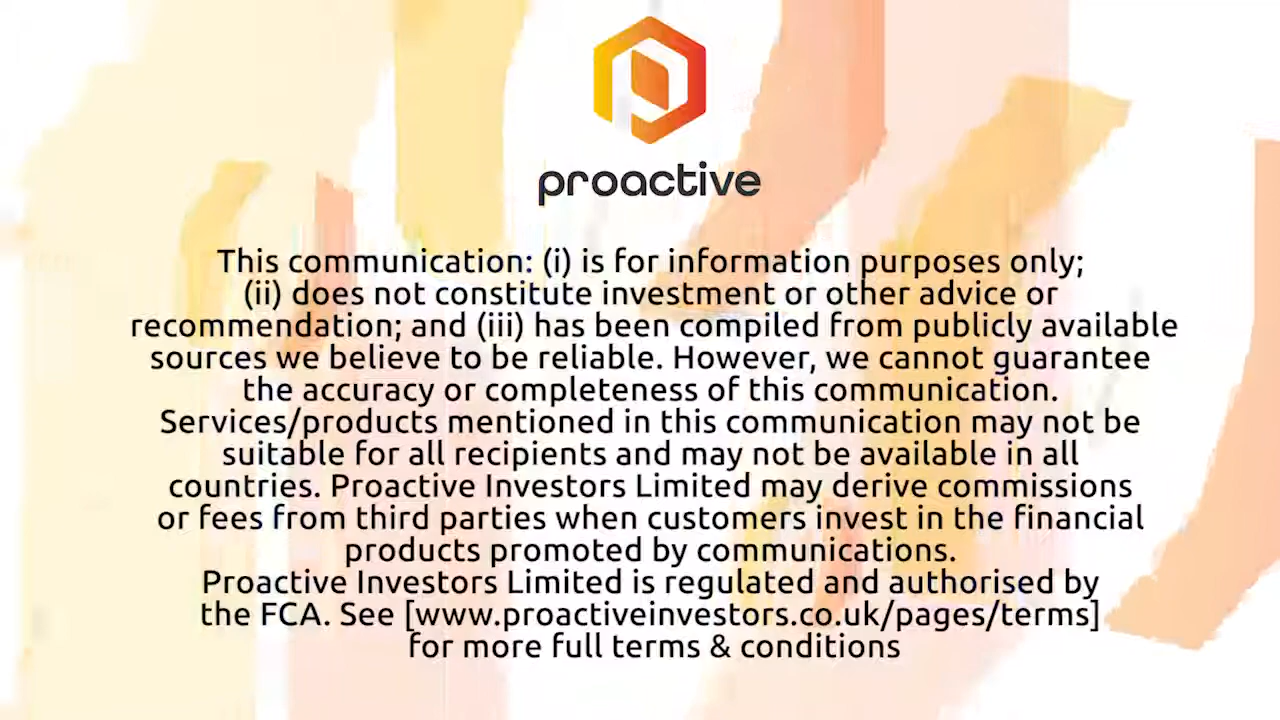 proactive
This communication: (i) is for information purposes only;
(ii) does not constitute investment or other advice or
recommendation; and (iii) has been compiled from publicly available
sources we believe to be reliable. However, we cannot guarantee
the accuracy or completeness of this communication.
Services/products mentioned in this communication may not be
suitable for all recipients and may not be available in all
countries. Proactive Investors Limited may derive commissions
or fees from third parties when customers invest in the financial
products promoted by communications.
Proactive Investors Limited is regulated and authorised by
the FCA. See [www.proactiveinvestors.co.uk/pages/terms]
for more full terms & conditions